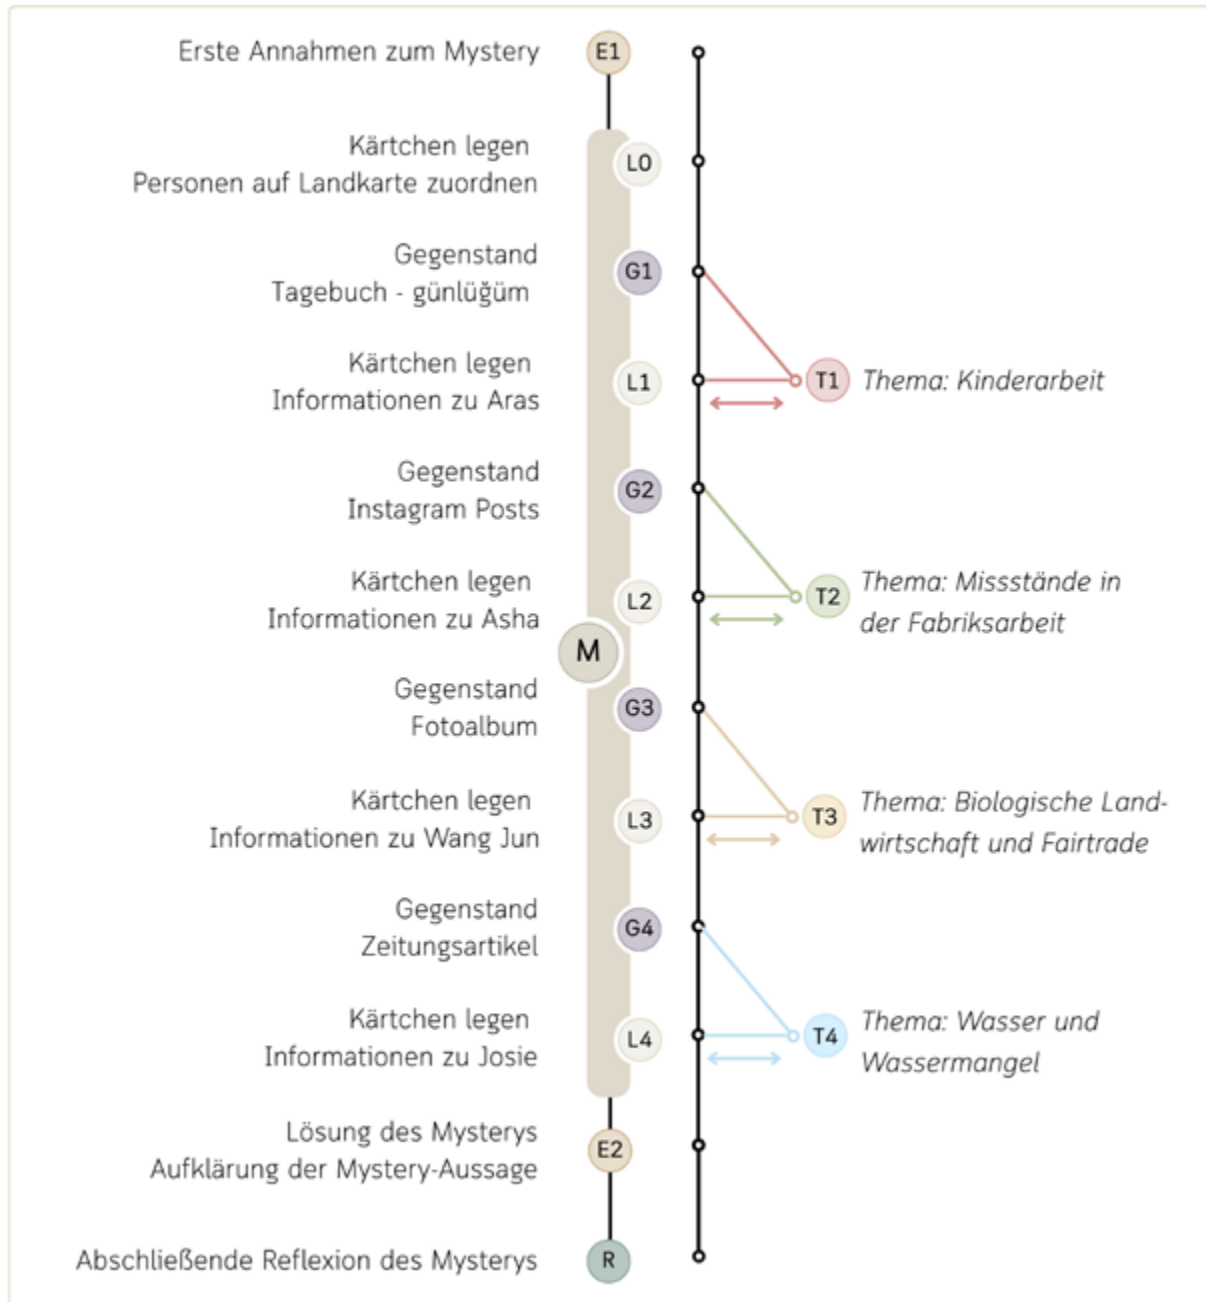 Erste Annahmen zum Mystery
E1
Kärtchen legen
Personen auf Landkarte zuordnen
L0
Gegenstand
Tagebuch - günlüğüm
G1
Kärtchen legen
Informationen zu Aras
L1
T1
Thema: Kinderarbeit
Gegenstand
Instagram Posts
G2
Kärtchen legen
Informationen zu Asha
L2
T2
Thema: Missstände in
der Fabriksarbeit
M
Gegenstand
Fotoalbum
G3
Kärtchen legen
Informationen zu Wang Jun
L3
T3
Thema: Biologische Land-
wirtschaft und Fairtrade
Gegenstand
Zeitungsartikel
G4
Kärtchen legen
Informationen zu Josie
L4
T4
Thema: Wasser und
Wassermangel
Lösung des Mysterys
Aufklärung der Mystery-Aussage
E2
Abschließende Reflexion des Mysterys
R